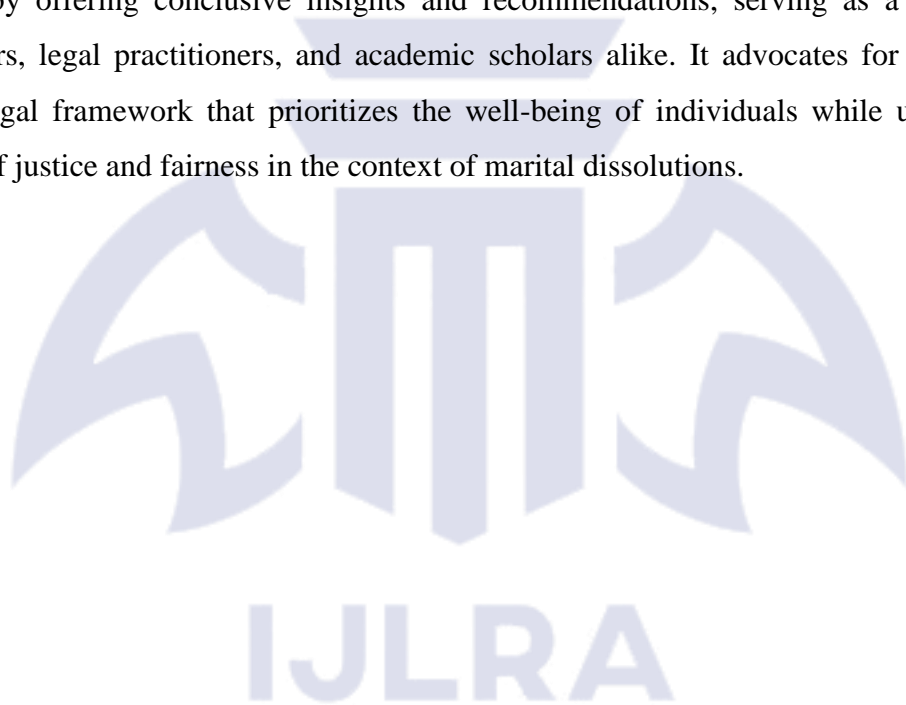 by offering conclusive insights and recommendations, serving as a
rs, legal practitioners, and academic scholars alike. It advocates for
gal framework that prioritizes the well-being of individuals while u
f justice and fairness in the context of marital dissolutions.
IJLRA